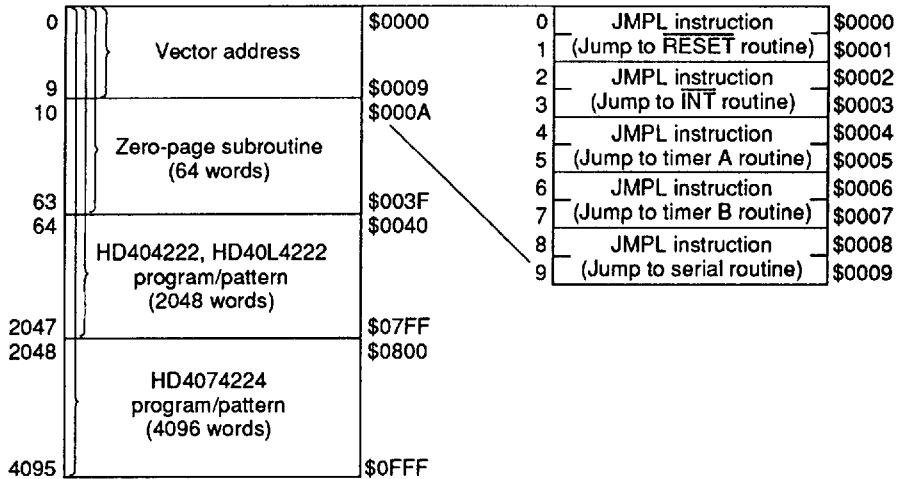 0 $0000
Vector address
9 $0009
10 $000A
Zero-page subroutine
(64 words)
63 $003F
64 $0040
HD404222, HD40L4222
program/pattern
(2048 words)
2047 $07FF
2048 $0800
HD4074224
program/pattern
(4096 words)
4095 $0FFF
0 JMPL instruction $0000
1 (Jump to RESET routine) $0001
2 JMPL instruction $0002
3 (Jump to INT routine) $0003
4 JMPL instruction $0004
5 (Jump to timer A routine) $0005
6 JMPL instruction $0006
7 (Jump to timer B routine) $0007
8 JMPL instruction $0008
9 (Jump to serial routine) $0009